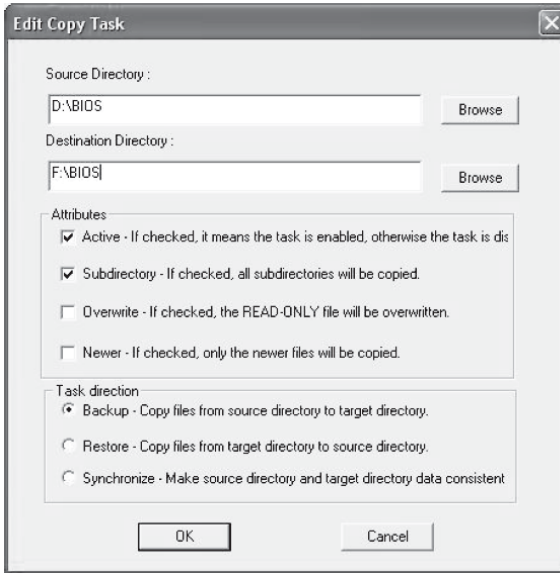 Edit Copy Task
Source Directory :
D:\BIOS
Browse
Destination Directory :
F:\BIOS
Browse
Attributes
Active - If checked, it means the task is enabled, otherwise the task is dis
Subdirectory - If checked, all subdirectories will be copied.
Overwrite - If checked, the READ-ONLY file will be overwritten.
Newer - If checked, only the newer files will be copied.
Task direction
Backup - Copy files from source directory to target directory.
Restore - Copy files from target directory to source directory.
Synchronize - Make source directory and target directory data consistent
OK
Cancel